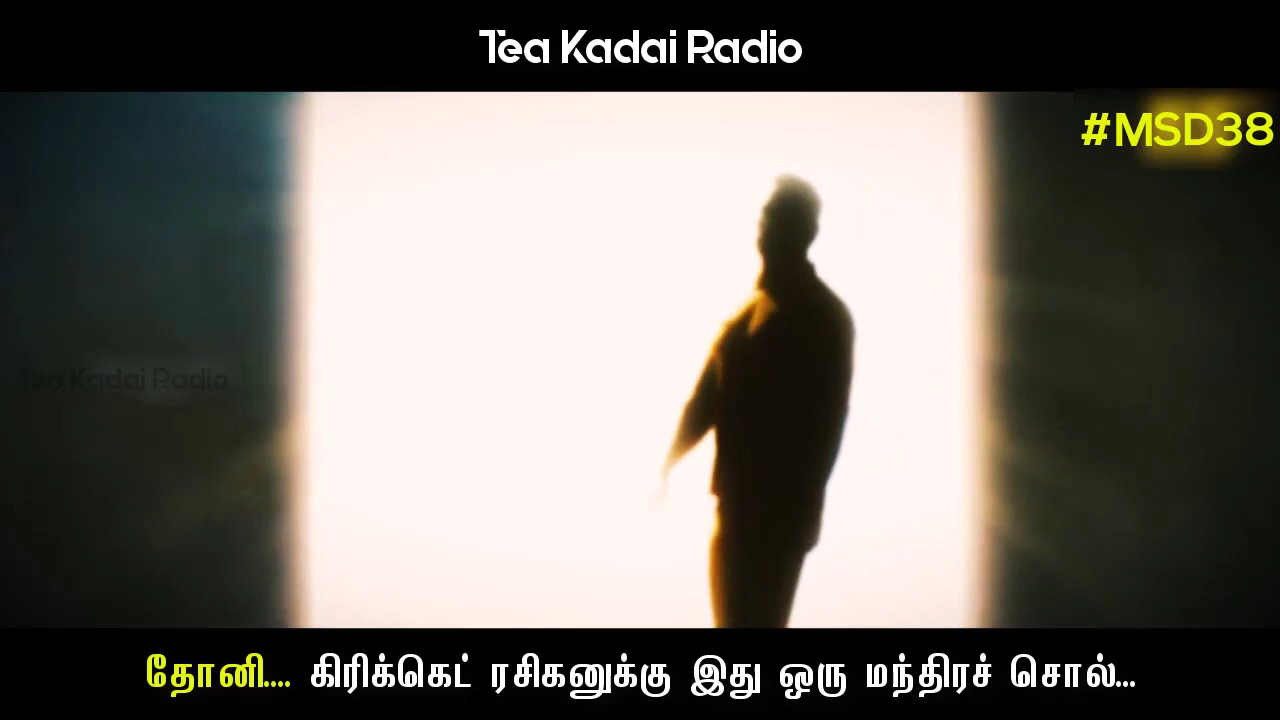 Tea Kadai Radio
#MSD38
Tea Kadai Radio
தோனி.... கிரிக்கெட் ரசிகனுக்கு இது ஒரு மந்திரச் சொல்...